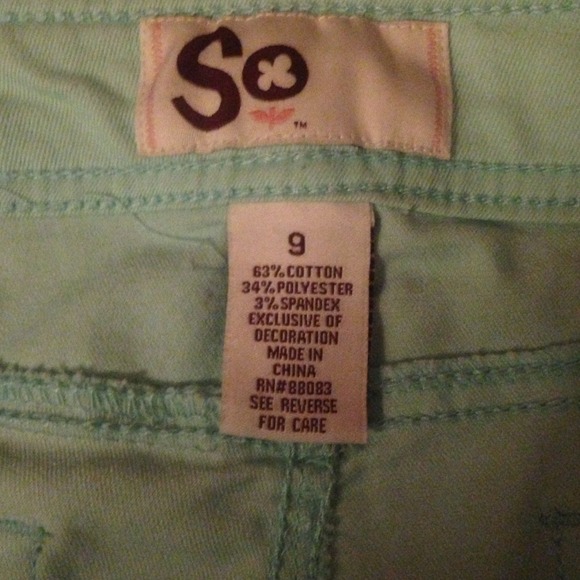 So
™
9
63% COTTON
34% POLYESTER
3% SPANDEX
EXCLUSIVE OF
DECORATION
MADE IN
CHINA
RN#88083
SEE REVERSE
FOR CARE